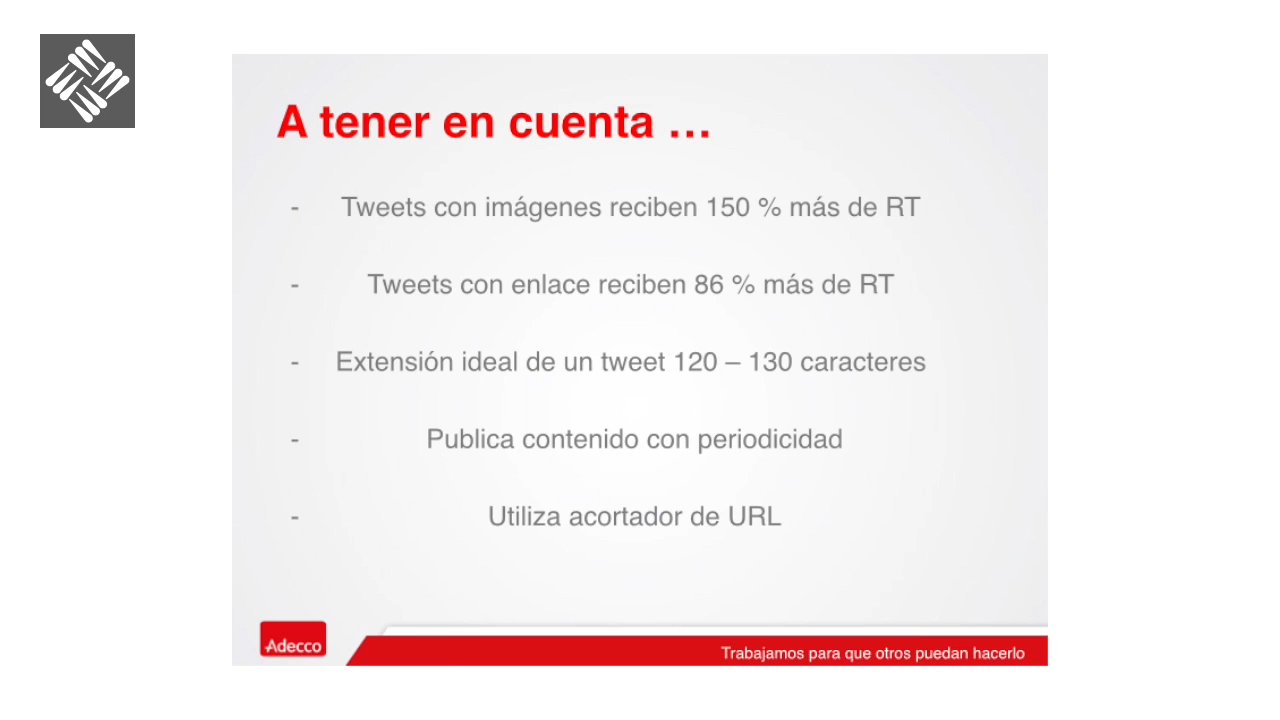 A tener en cuenta …
- Tweets con imágenes reciben 150 % más de RT
- Tweets con enlace reciben 86 % más de RT
- Extensión ideal de un tweet 120 – 130 caracteres
- Publica contenido con periodicidad
- Utiliza acortador de URL
Adecco
Trabajamos para que otros puedan hacerlo